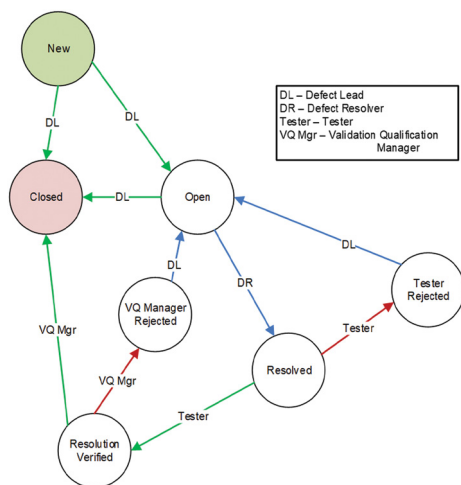 New
DL
DL
DL – Defect Lead
DR – Defect Resolver
Tester – Tester
VQ Mgr – Validation Qualification
Manager
Closed
DL
Open
DL
DL
DR
VQ Manager
Rejected
Tester
Rejected
VQ Mgr
Tester
VQ Mgr
Resolved
Tester
Resolution
Verified